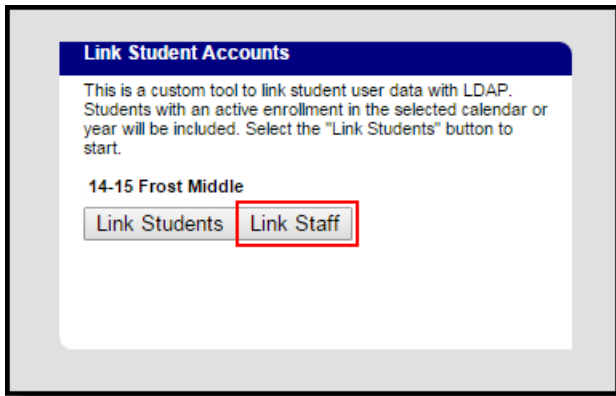 Link Student Accounts
This is a custom tool to link student user data with LDAP.
Students with an active enrollment in the selected calendar or
year will be included. Select the "Link Students" button to
start.
14-15 Frost Middle
Link Students Link Staff